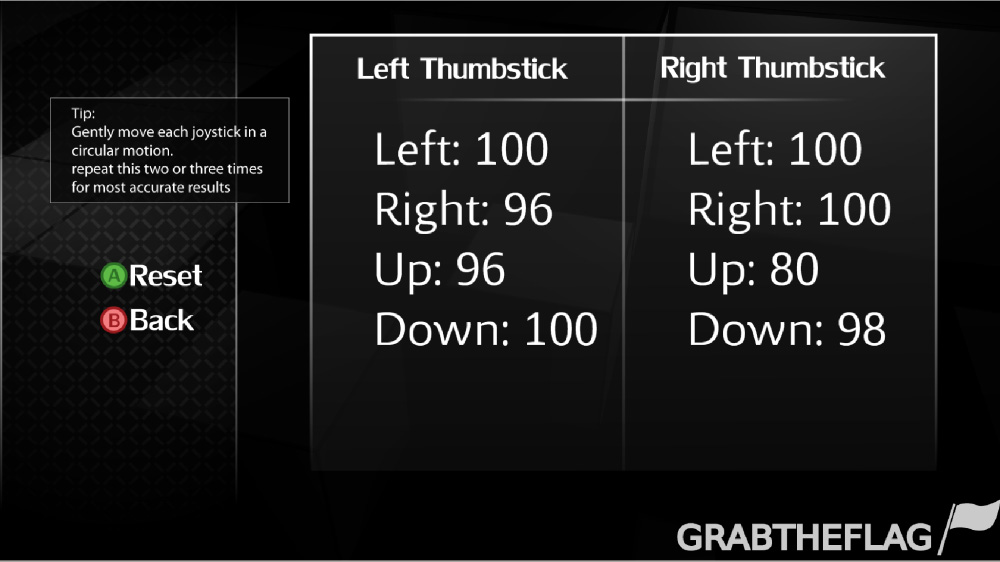 Left Thumbstick
Right Thumbstick
Tip:
Gently move each joystick in a
circular motion.
repeat this two or three times
for most accurate results
Left: 100
Right: 96
Up: 96
Down: 100
Left: 100
Right: 100
Up: 80
Down: 98
A Reset
B Back
GRABTHEFLAG